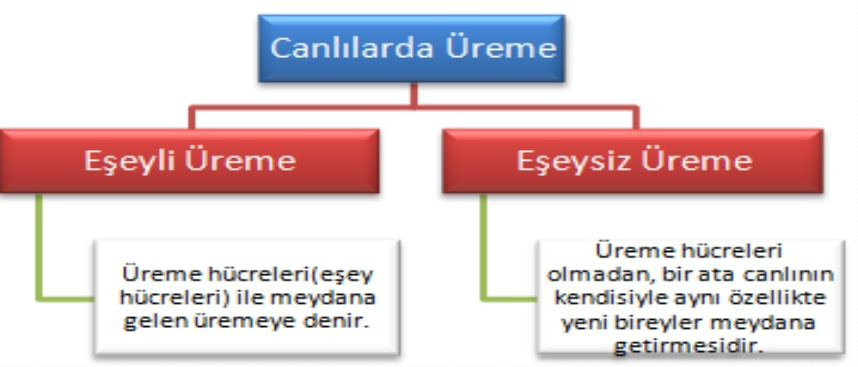 Canlılarda Üreme
Eşeyli Üreme
Eşeysiz Üreme
Üreme hücreleri(eşey
hücreleri) ile meydana
gelen üremeye denir.
Üreme hücreleri
olmadan, bir ata canlının
kendisiyle aynı özellikte
yeni bireyler meydana
getirmesidir.